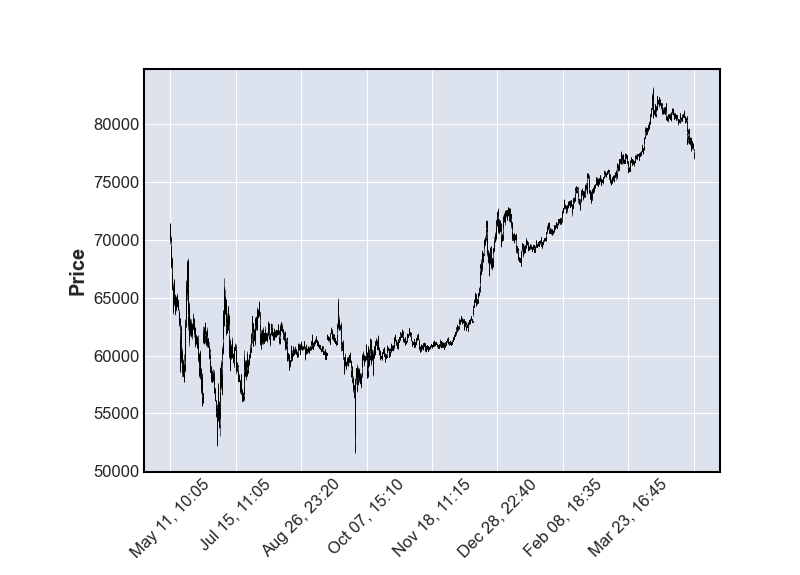 80000
75000
70000
65000
60000
55000
50000
Price
May 11, 10:05
Jul 15, 11:05
Aug 26, 23:20
Oct 07, 15:10
Nov 18, 11:15
Dec 28, 22:40
Feb 08, 18:35
Mar 23, 16:45